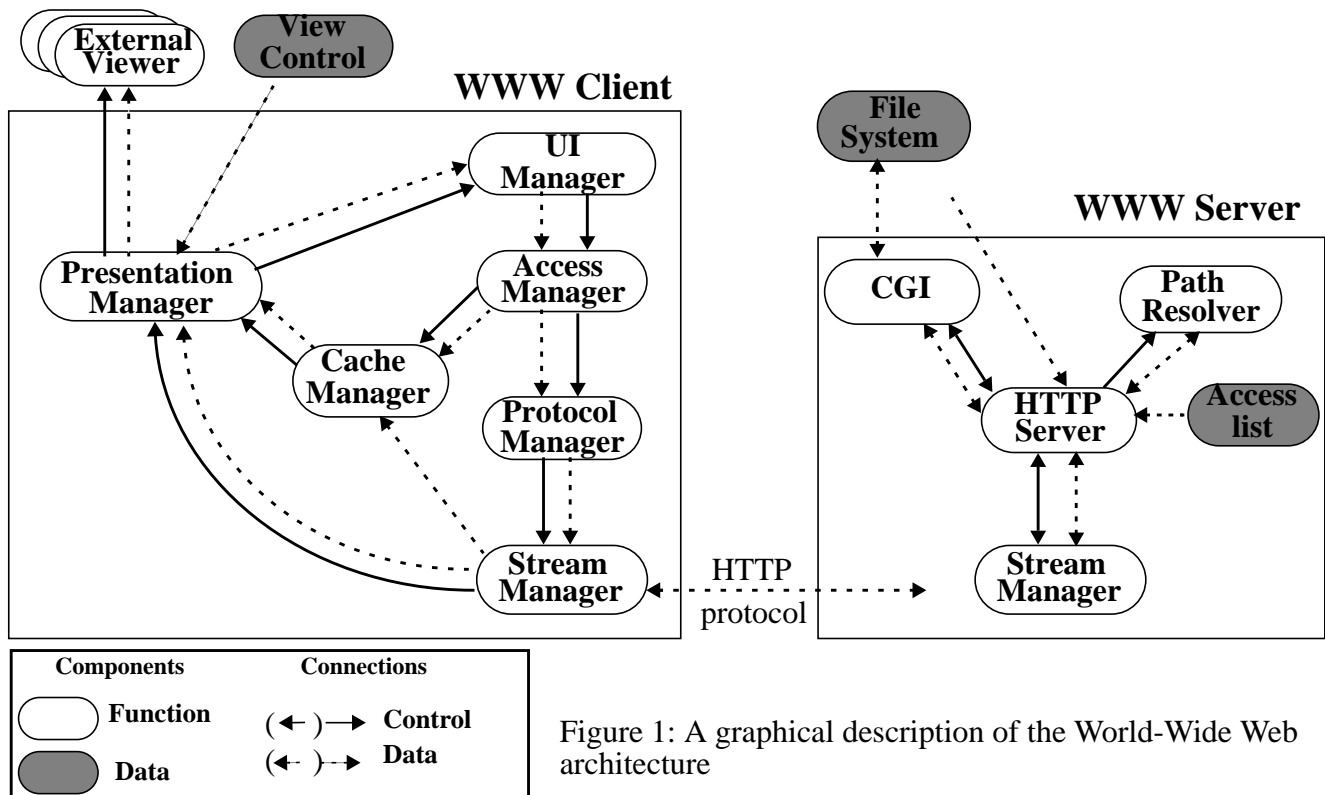 External
Viewer
View
Control
WWW Client
File
System
UI
Manager
WWW Server
Presentation
Manager
Access
Manager
CGI
Path
Resolver
Cache
Manager
Protocol
Manager
HTTP
Server
Access
list
Stream
Manager
HTTP
protocol
Stream
Manager
Components
Connections
Function
( ) Control
Data
( ) Data
Figure 1: A graphical description of the World-Wide Web
architecture